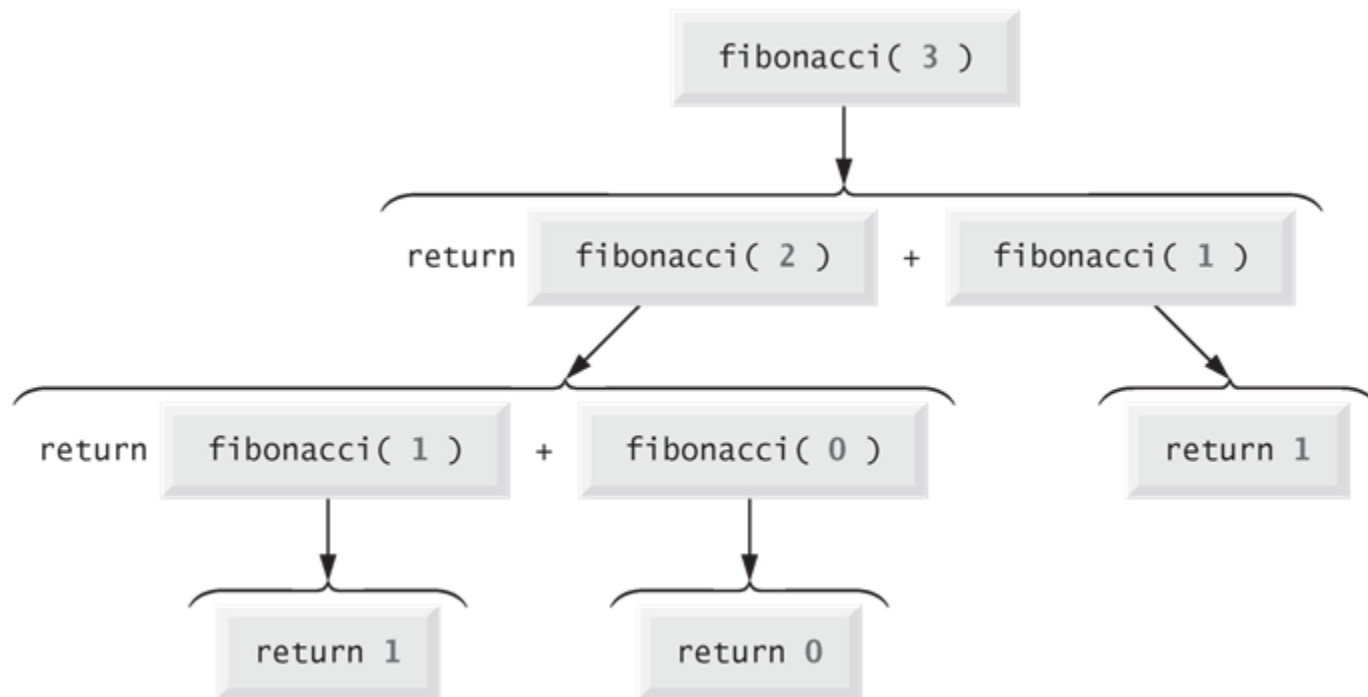 fibonacci( 3 )
return fibonacci( 2 ) + fibonacci( 1 )
return fibonacci( 1 ) + fibonacci( 0 ) return 1
return 1 return 0